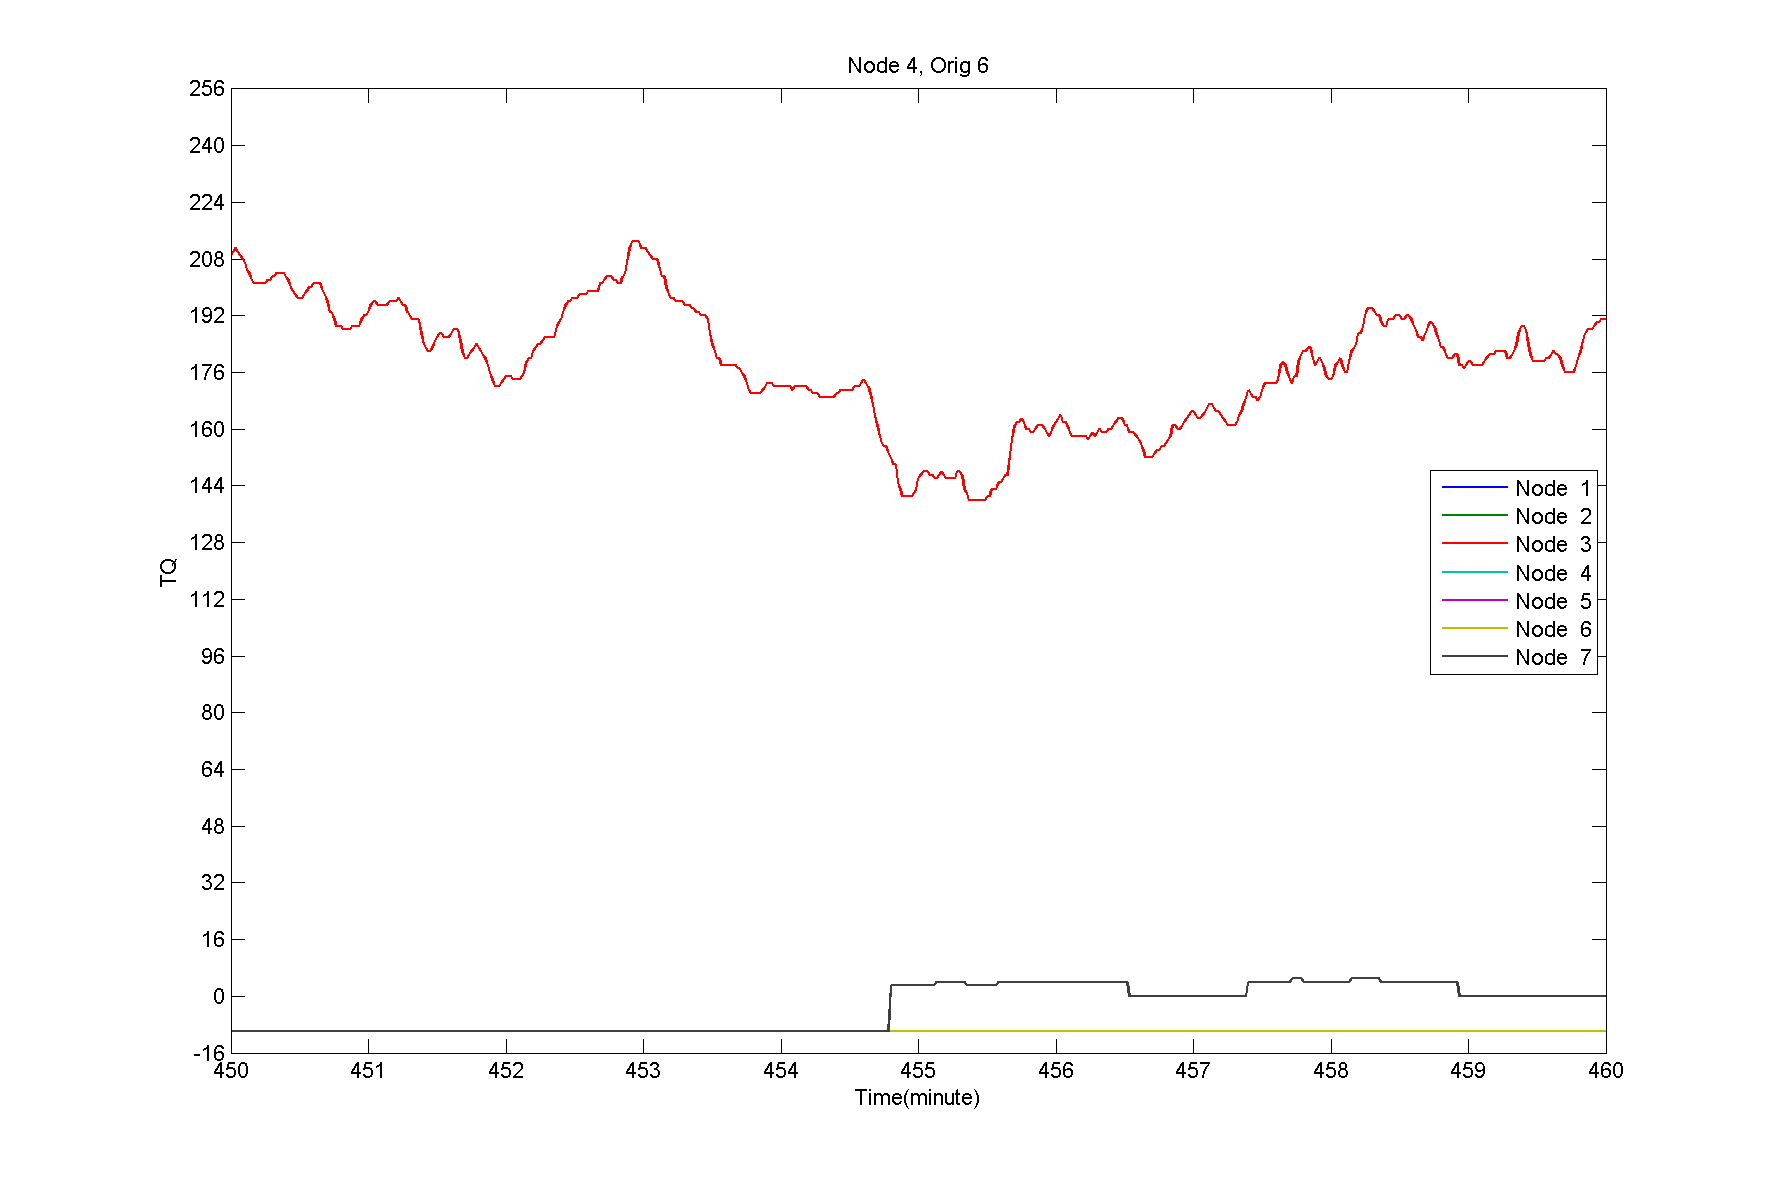 Node 4, Orig 6
256
240
224
208
192
176
160
144
128
112
96
80
64
48
32
16
0
-16
TQ
Node 1
Node 2
Node 3
Node 4
Node 5
Node 6
Node 7
450 451 452 453 454 455 456 457 458 459 460
Time(minute)